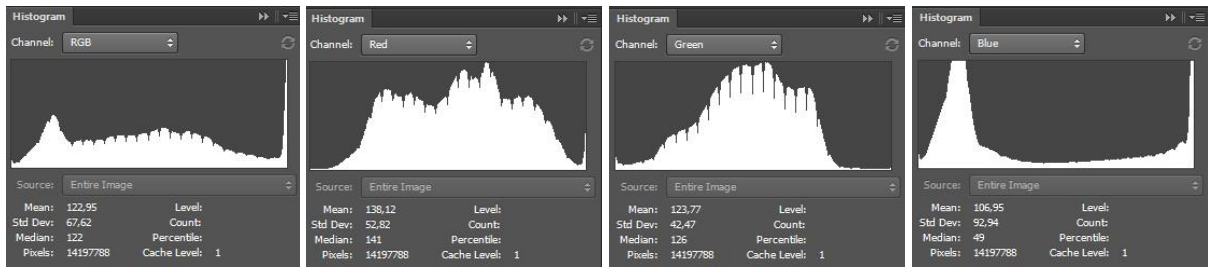 Histogram
Channel: RGB
Source: Entire Image
Mean: 122,95 Level:
Std Dev: 67,62 Count:
Median: 122 Percentile:
Pixels: 14197788 Cache Level: 1
Histogram
Channel: Red
Source: Entire Image
Mean: 138,12 Level:
Std Dev: 52,82 Count:
Median: 141 Percentile:
Pixels: 14197788 Cache Level: 1
Histogram
Channel: Green
Source: Entire Image
Mean: 123,77 Level:
Std Dev: 42,47 Count:
Median: 126 Percentile:
Pixels: 14197788 Cache Level: 1
Histogram
Channel: Blue
Source: Entire Image
Mean: 106,95 Level:
Std Dev: 92,94 Count:
Median: 49 Percentile:
Pixels: 14197788 Cache Level: 1